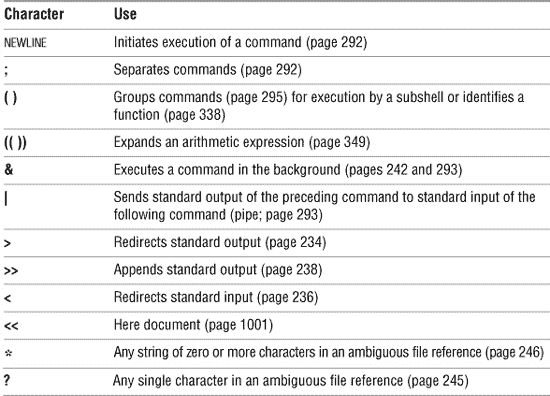 Character Use
NEWLINE Initiates execution of a command (page 292)
; Separates commands (page 292)
( ) Groups commands (page 295) for execution by a subshell or identifies a
function (page 338)
(( )) Expands an arithmetic expression (page 349)
& Executes a command in the background (pages 242 and 293)
| Sends standard output of the preceding command to standard input of the
following command (pipe; page 293)
> Redirects standard output (page 234)
>> Appends standard output (page 238)
< Redirects standard input (page 236)
<< Here document (page 1001)
* Any string of zero or more characters in an ambiguous file reference (page 246)
? Any single character in an ambiguous file reference (page 245)